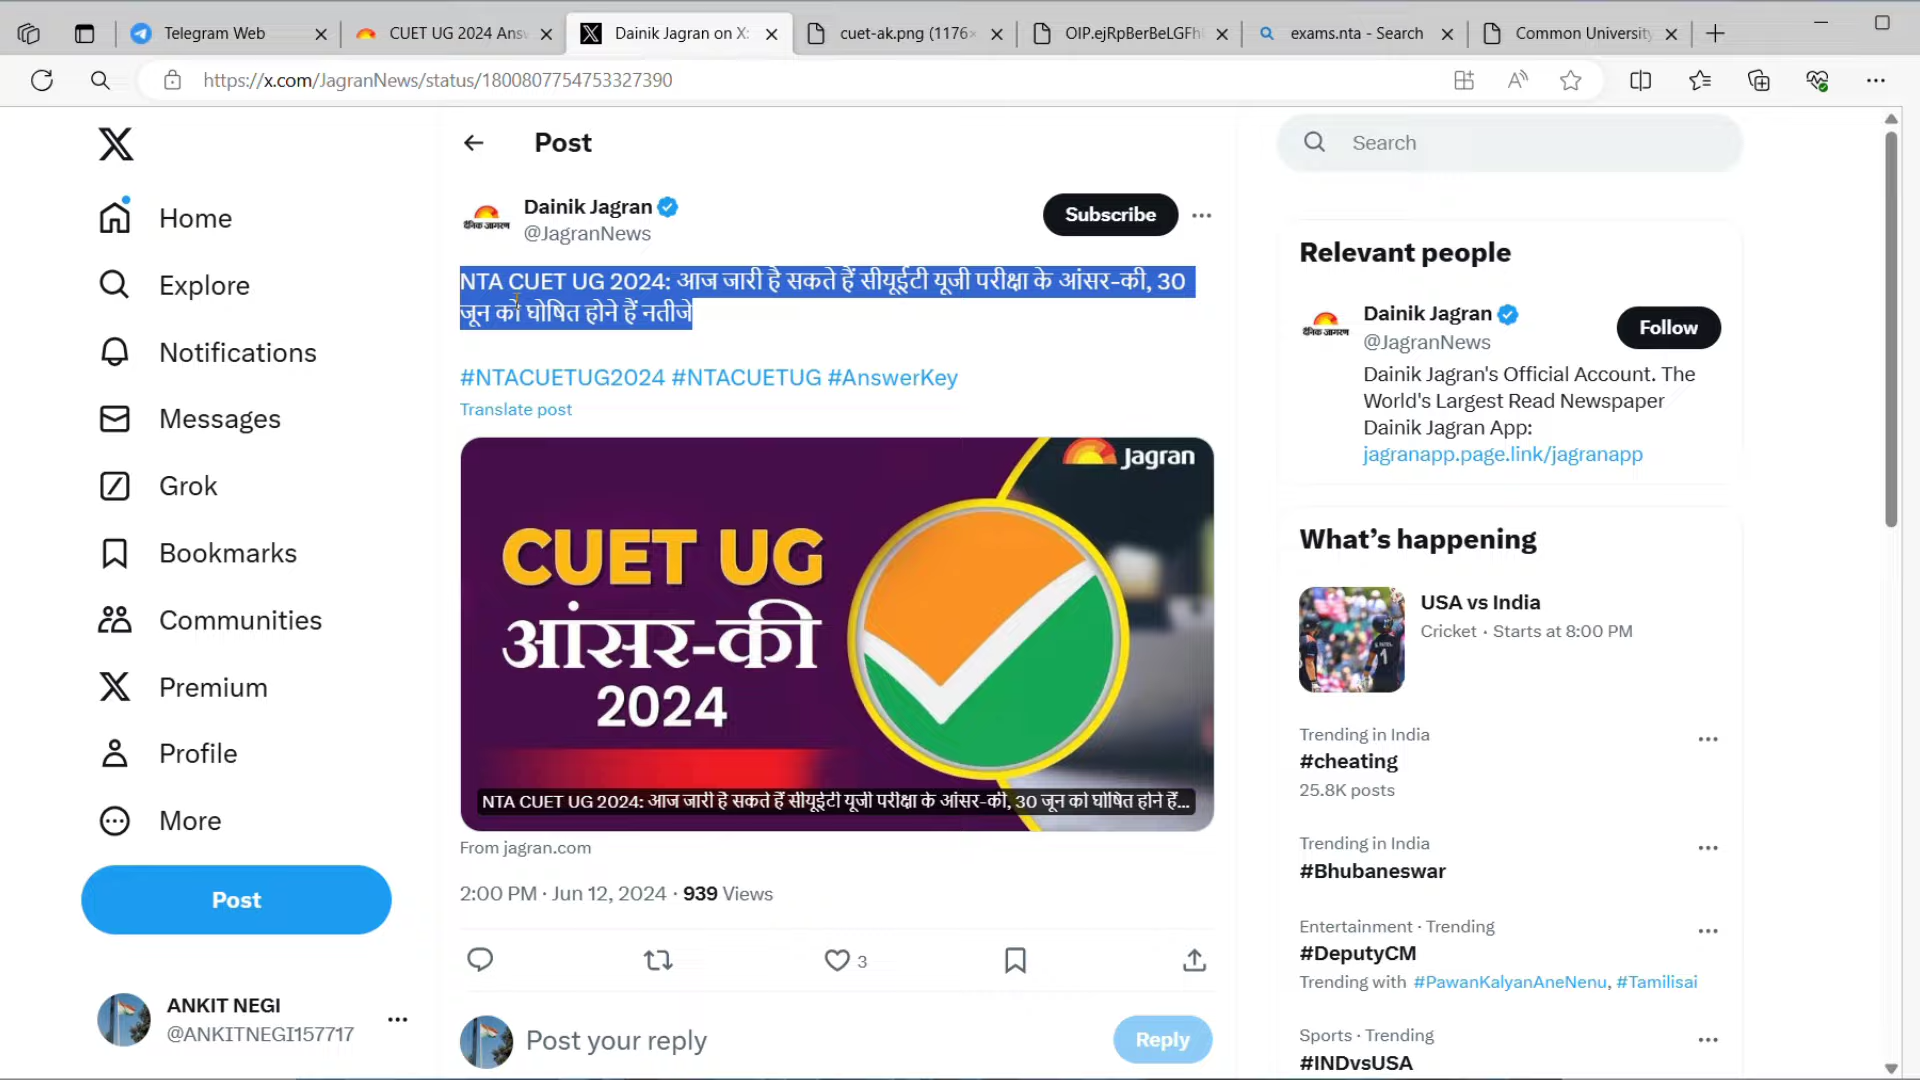 Telegram Web
CUET UG 2024 Ans
Dainik Jagran on X:
cuet-ak.png (1176×
OIP.ejRpBerBeLGFh
exams.nta - Search
Common University
https://x.com/JagranNews/status/1800807754753327390
Home
Explore
Notifications
Messages
Grok
Bookmarks
Communities
Premium
Profile
More
Post
ANKIT NEGI
@ANKITNEGI157717
Post
Dainik Jagran
@JagranNews
Subscribe
NTA CUET UG 2024: आज जारी है सकते हैं सीयूईटी यूजी परीक्षा के आंसर-की, 30
जून को घोषित होने हैं नतीजे
#NTACUETUG2024 #NTACUETUG #AnswerKey
Translate post
Jagran
CUET UG
आंसर-की
2024
NTA CUET UG 2024: आज जारी है सकते हैं सीयूईटी यूजी परीक्षा के आंसर-की, 30 जून को घोषित होने हैं...
From jagran.com
2:00 PM · Jun 12, 2024 · 939 Views
3
Post your reply
Reply
Search
Relevant people
दैनिक जागरण
Dainik Jagran
@JagranNews
Follow
Dainik Jagran's Official Account. The
World's Largest Read Newspaper
Dainik Jagran App:
jagranapp.page.link/jagranapp
What's happening
USA vs India
Cricket · Starts at 8:00 PM
Trending in India
#cheating
25.8K posts
Trending in India
#Bhubaneswar
Entertainment · Trending
#DeputyCM
Trending with #PawanKalyanAneNenu, #Tamilisai
Sports · Trending
#INDvsUSA